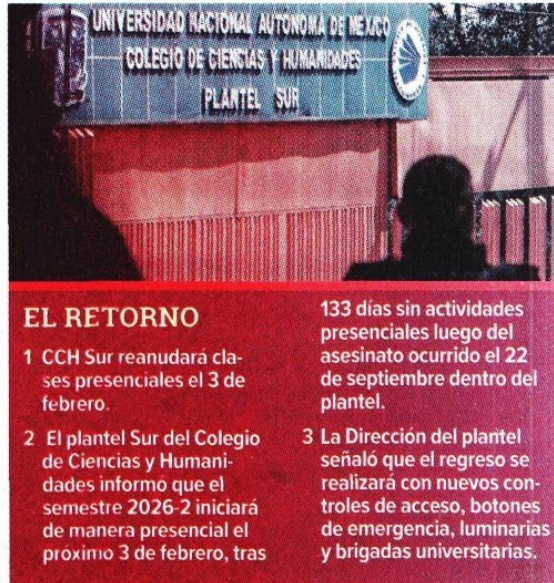 UNIVERSIDAD NACIONAL AUTÓNOMA DE MÉXICO
COLEGIO DE CIENCIAS Y HUMANIDADES
PLANTEL SUR
EL RETORNO
1 CCH Sur reanudará cla-
ses presenciales el 3 de
febrero.
2 El plantel Sur del Colegio
de Ciencias y Humani-
dades informó que el
semestre 2026-2 iniciará
de manera presencial el
próximo 3 de febrero, tras
133 días sin actividades
presenciales luego del
asesinato ocurrido el 22
de septiembre dentro del
plantel.
3 La Dirección del plantel
señaló que el regreso se
realizará con nuevos con-
troles de acceso, botones
de emergencia, luminarias
y brigadas universitarias.